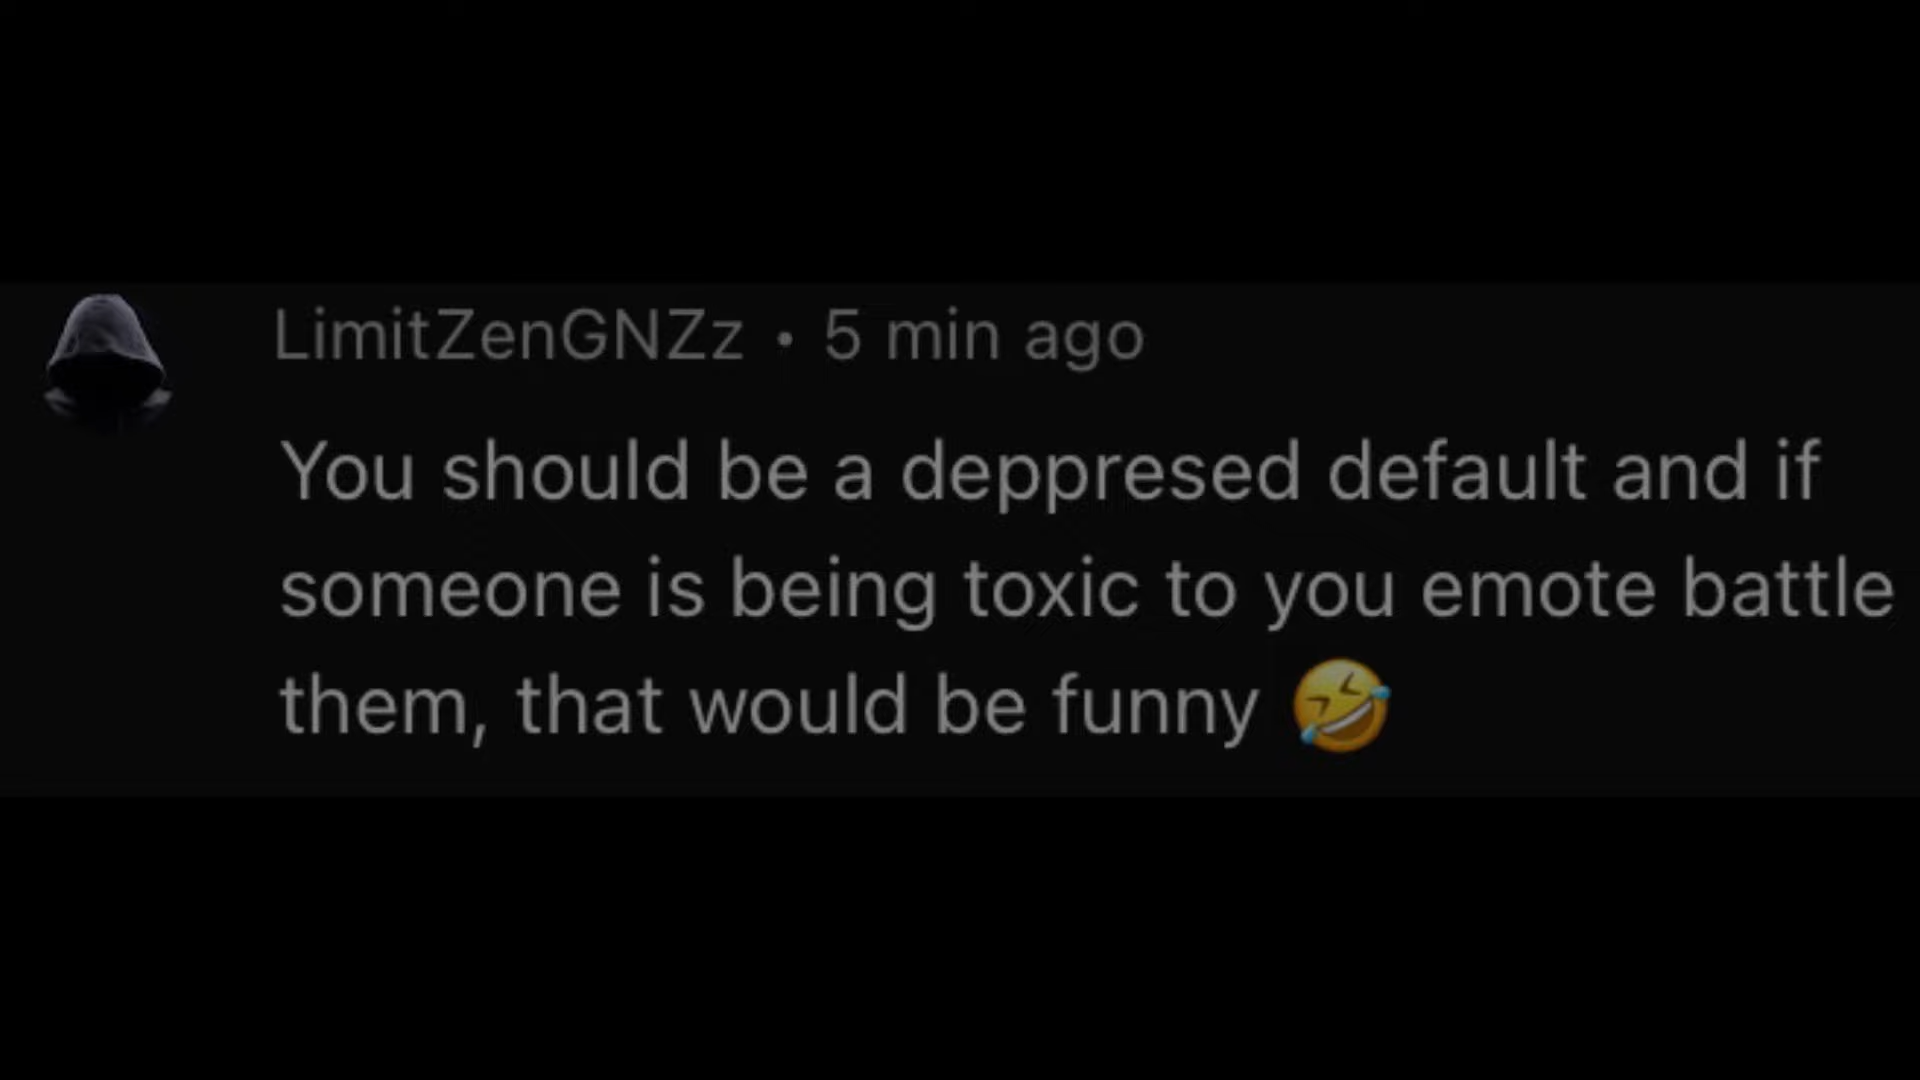 LimitZenGNZz • 5 min ago
You should be a deppresed default and if
someone is being toxic to you emote battle
them, that would be funny 🤣